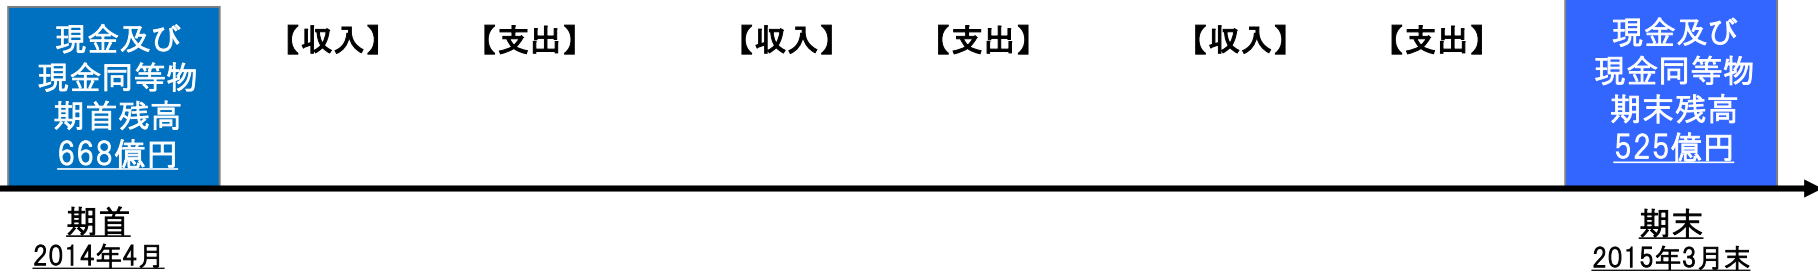 現金及び
現金同等物
期首残高
668億円
【収入】
【支出】
【収入】
【支出】
【収入】
【支出】
現金及び
現金同等物
期末残高
525億円
期首
2014年4月
期末
2015年3月末